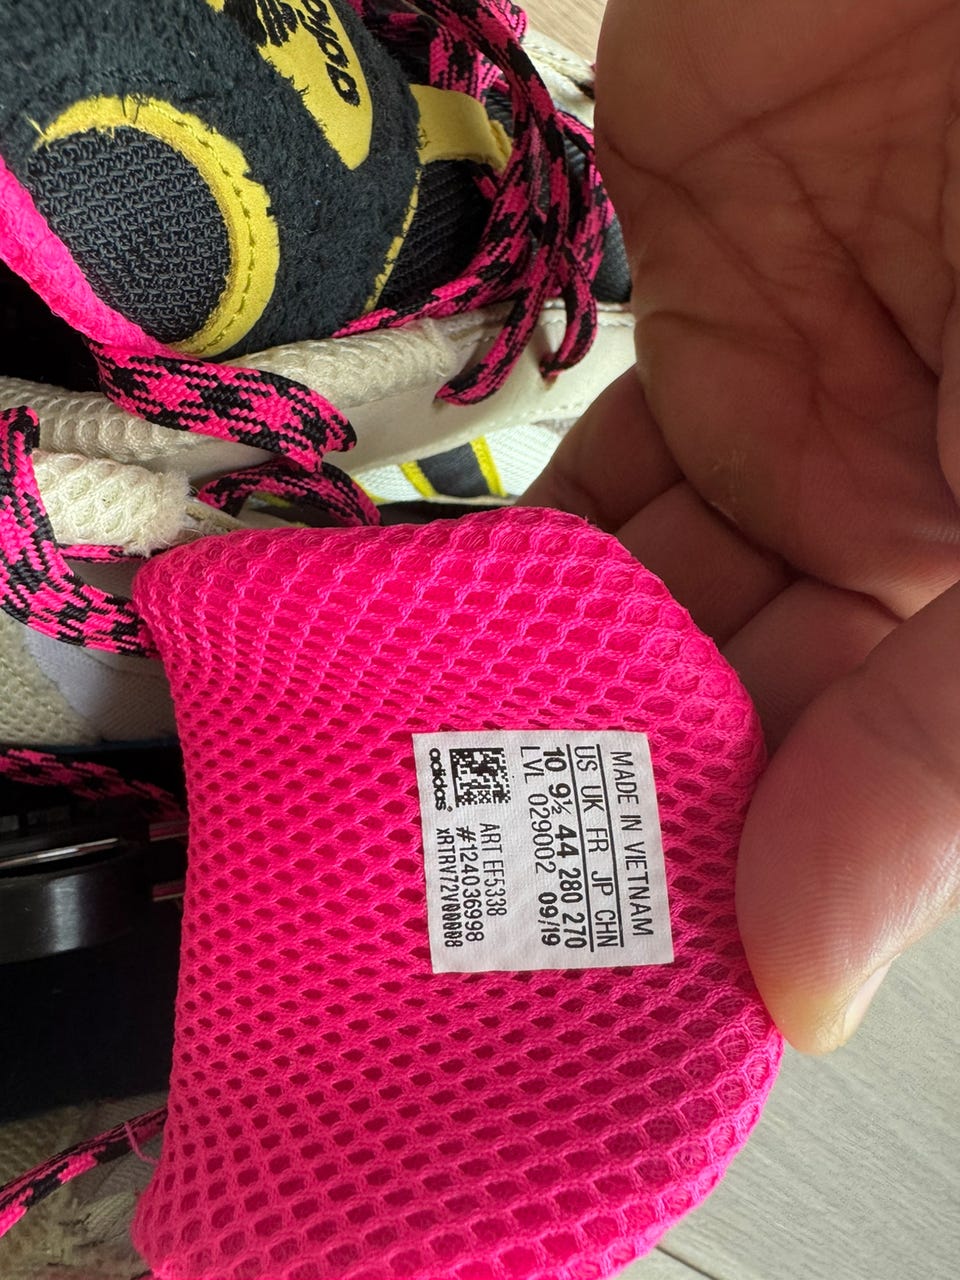 adidas
MADE IN VIETNAM
US UK FR JP CHN
10 9½ 44 280 270
LVL 029002 09/19
adidas®
ART EF5338
#124036998